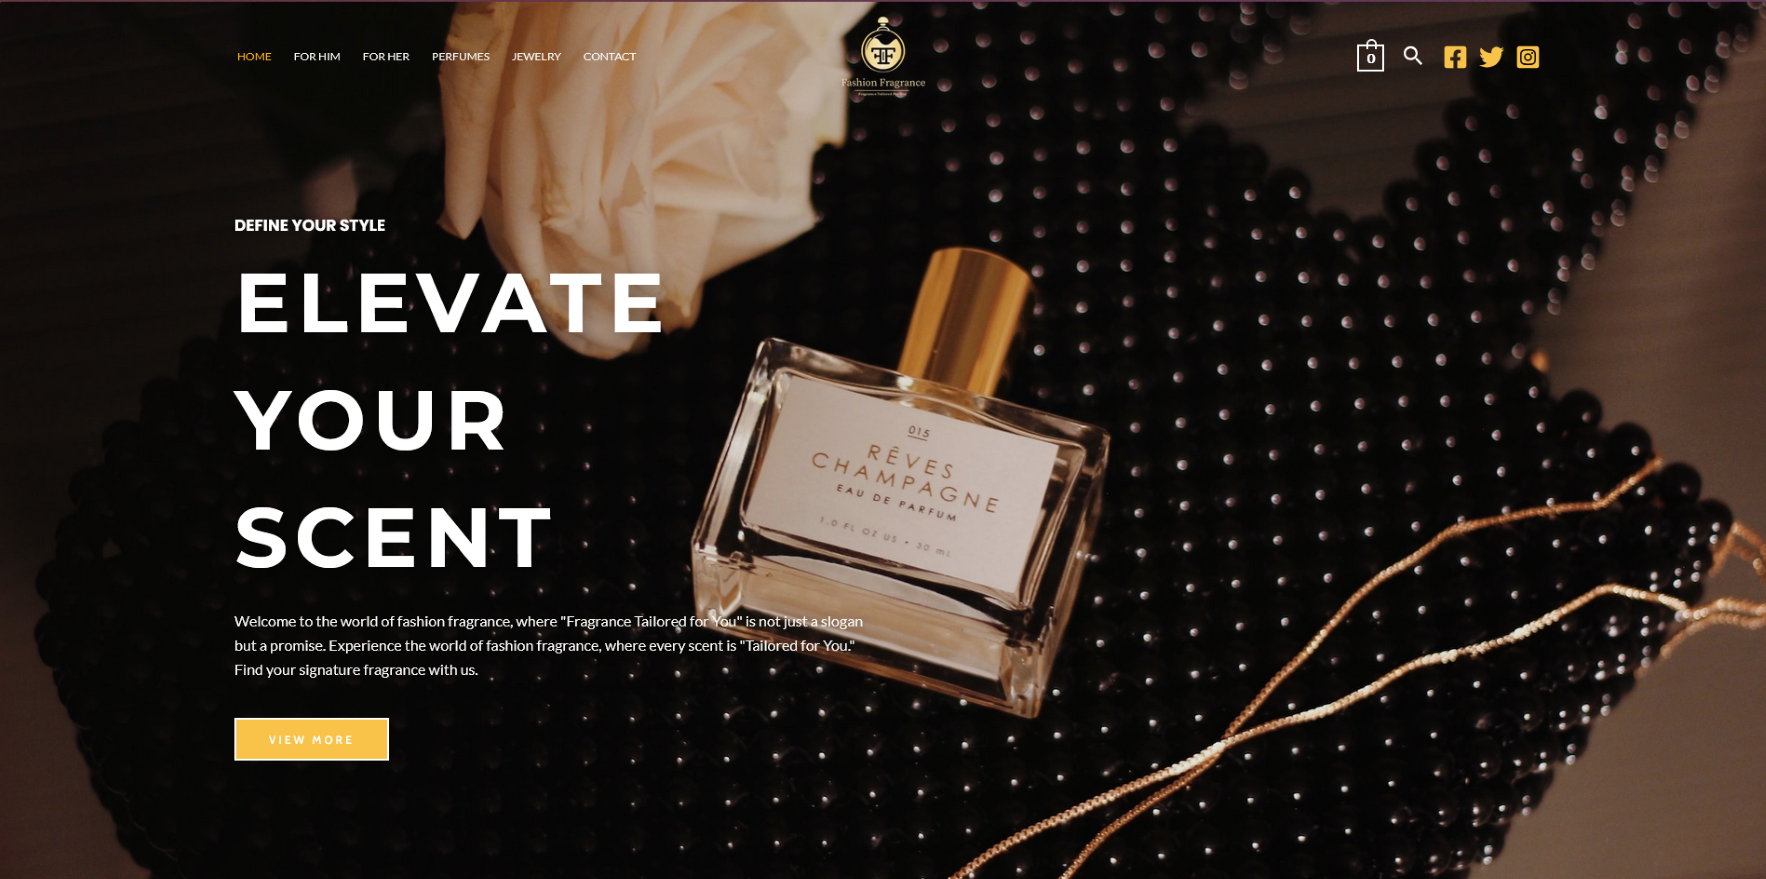 HOME FOR HIM FOR HER PERFUMES JEWELRY CONTACT
FF
Fashion Fragrance
0
DEFINE YOUR STYLE
ELEVATE
YOUR
SCENT
015
RÊVES
CHAMPAGNE
EAU DE PARFUM
1.0 FL OZ US • 30 mL
Welcome to the world of fashion fragrance, where "Fragrance Tailored for You" is not just a slogan
but a promise. Experience the world of fashion fragrance, where every scent is "Tailored for You."
Find your signature fragrance with us.
VIEW MORE